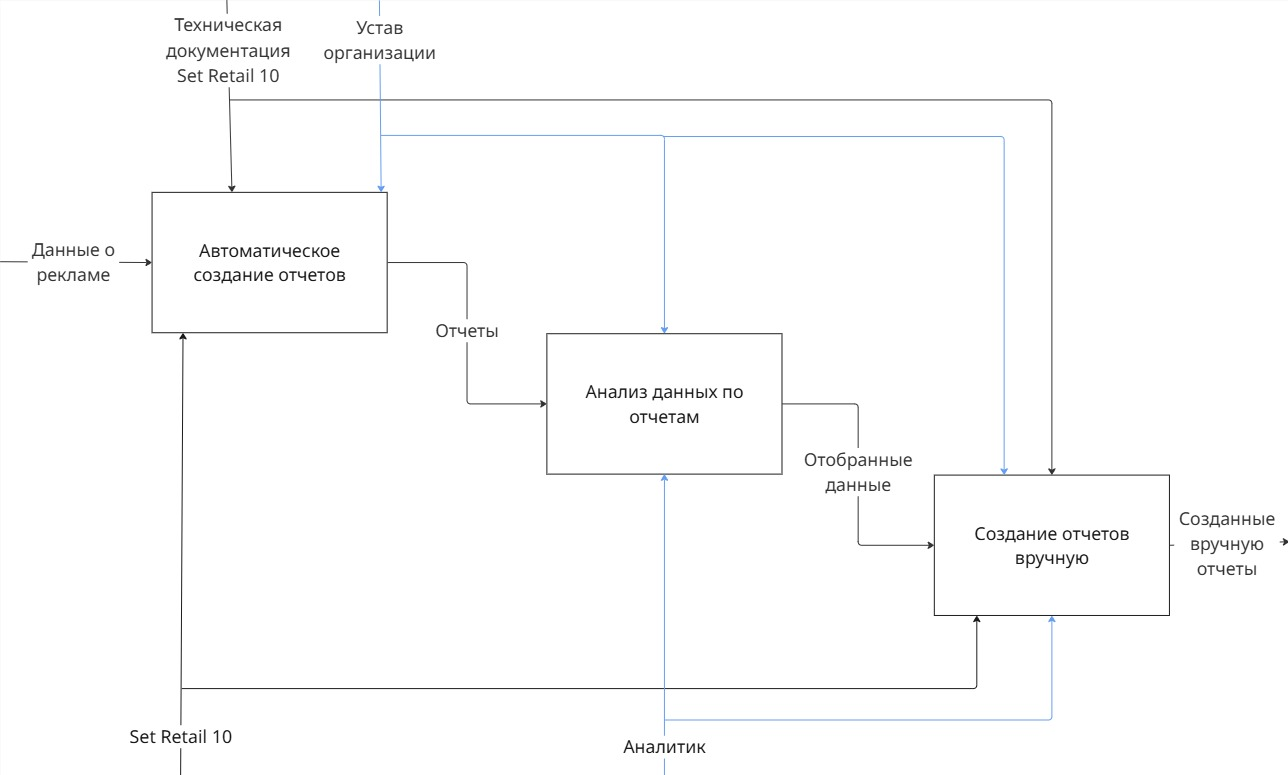 Техническая
документация
Set Retail 10
Устав
организации
Данные о
рекламе
Автоматическое
создание отчетов
Отчеты
Анализ данных по
отчетам
Отобранные
данные
Создание отчетов
вручную
Созданные
вручную
отчеты
Set Retail 10
Аналитик